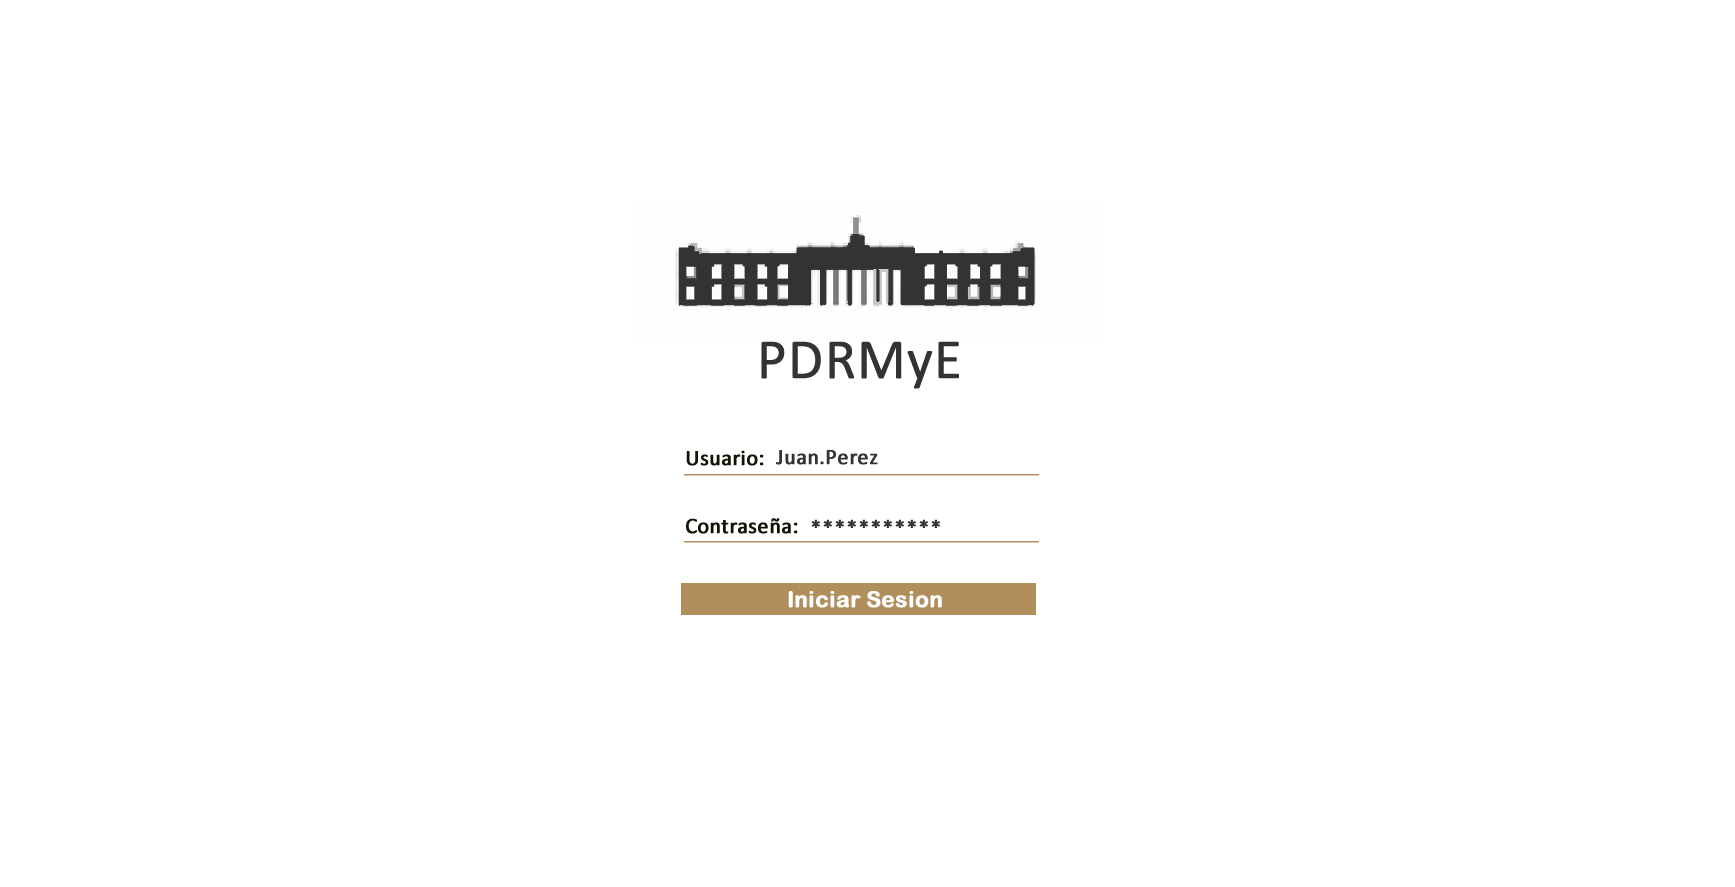 PDRMyE
Usuario: Juan.Perez
Contraseña: ***********
Iniciar Sesion